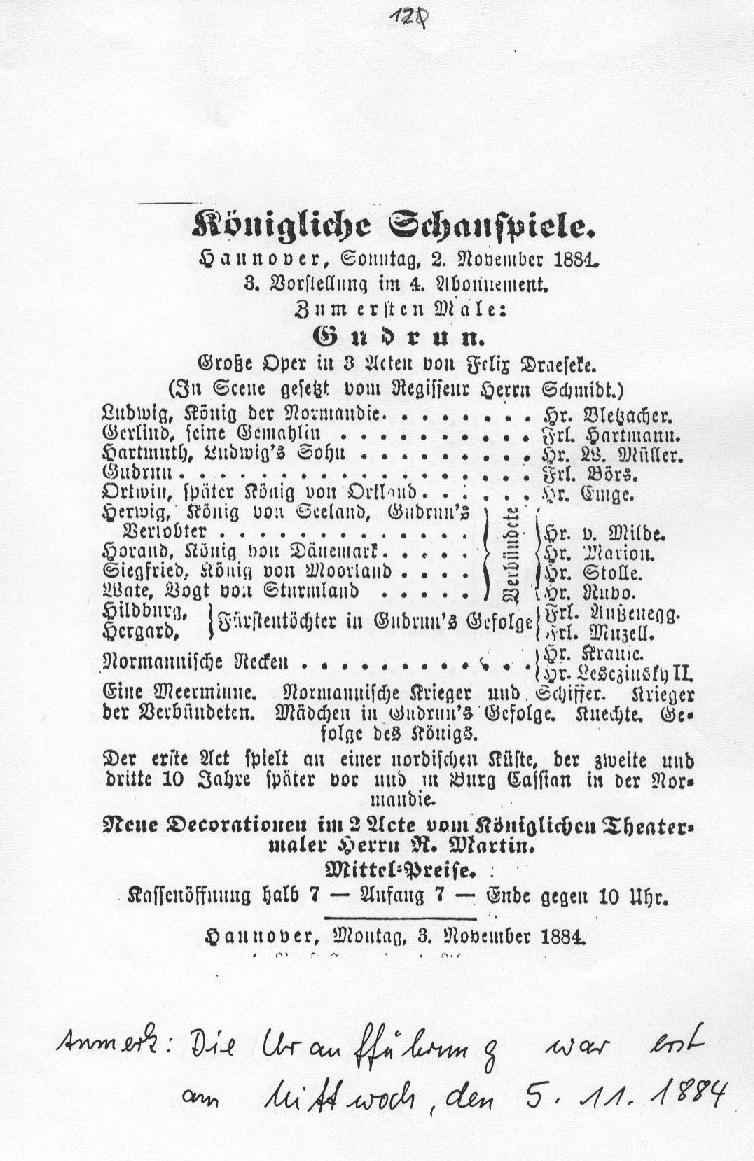 120
Königliche Schauspiele.
Hannover, Sonntag, 2. November 1884.
3. Vorstellung im 4. Abonnement.
Zum ersten Male:
Gudrun.
Große Oper in 3 Acten von Felix Draeseke.
(In Scene gesetzt vom Regisseur Herrn Schmidt.)
Ludwig, König der Normandie. . . . . . . . Hr. Bletzacher.
Gerlind, seine Gemahlin . . . . . . . . . . Frl. Hartmann.
Hartmuth, Ludwig's Sohn . . . . . . . . . Hr. W. Müller.
Gudrun. . . . . . . . . . . . . . . . . . . Frl. Börs.
Ortwin, später König von Ortland. . . . . . Hr. Emge.
Herwig, König von Seeland, Gudrun's
Verlobter . . . . . . . . . . . . . Hr. v. Milde.
Horand, König von Dänemark. . . . . Hr. Marion.
Siegfried, König von Moorland . . . . Hr. Stolle.
Wate, Vogt von Sturmland . . . . . Hr. Nubo.
Verbündete
Hildburg, Frl. Außenegg.
Fürstentöchter in Gudrun's Gefolge
Hergard, Frl. Muzell.
Normannische Recken . . . . . . . . . . Hr. Krause.
Hr. Lesczinsky II.
Eine Meerminne. Normannische Krieger und Schiffer. Krieger
der Verbündeten. Mädchen in Gudrun's Gefolge. Knechte. Ge-
folge des Königs.
Der erste Act spielt an einer nordischen Küste, der zweite und
dritte 10 Jahre später vor und in Burg Cassian in der Nor-
mandie.
Neue Decorationen im 2 Acte vom Königlichen Theater-
maler Herrn R. Martin.
Mittel-Preise.
Kassenöffnung halb 7 — Anfang 7 — Ende gegen 10 Uhr.
Hannover, Montag, 3. November 1884.
Anmerk: Die Uraufführung war erst
am Mittwoch, den 5. 11. 1884